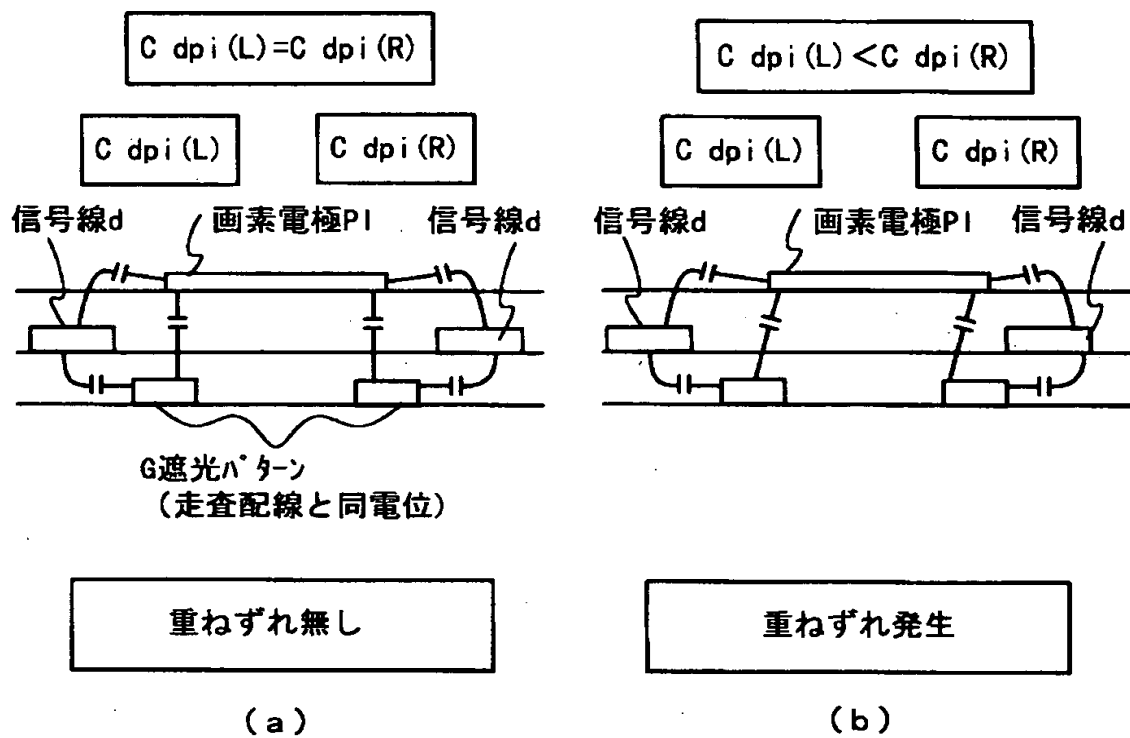 C dpi(L)=C dpi(R)
C dpi(L)
C dpi(R)
信号線d
画素電極PI
信号線d
G遮光パターン
(走査配線と同電位)
重ねずれ無し
(a)
C dpi(L)<C dpi(R)
C dpi(L)
C dpi(R)
信号線d
画素電極PI
信号線d
重ねずれ発生
(b)